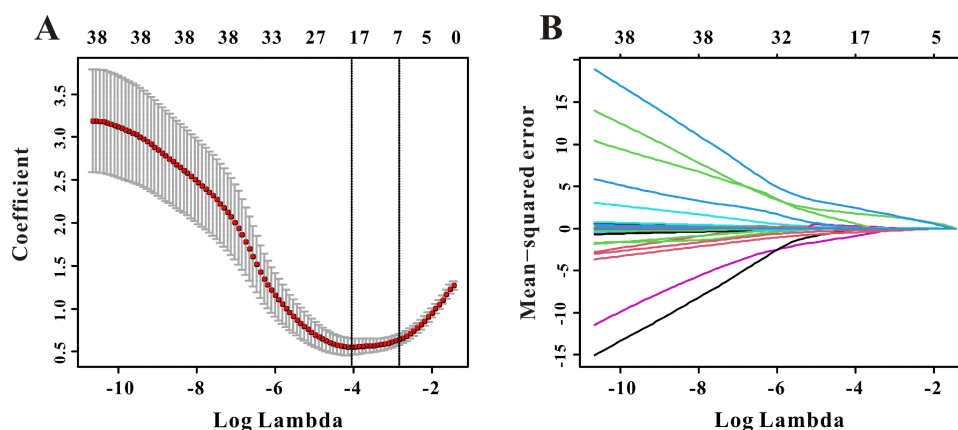 A
38 38 38 38 33 27 17 7 5 0
Coefficient
3.5
3.0
2.5
2.0
1.5
1.0
0.5
-10 -8 -6 -4 -2
Log Lambda
B
38 38 32 17 5
Mean−squared error
15
10
5
0
-5
-10
-15
-10 -8 -6 -4 -2
Log Lambda